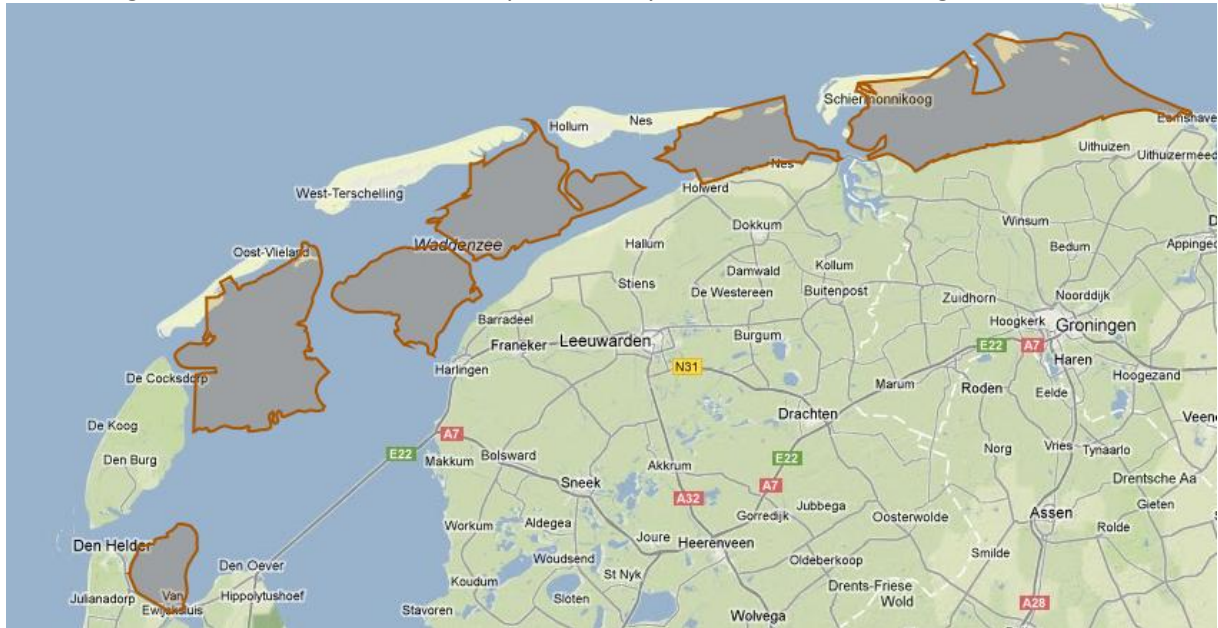 Schiermonnikoog
Eemshave
Hollum
Nes
Uithuizen
Uithuizermeed
Nes
Holwerd
West-Terschelling
Dokkum
Winsum
Waddenzee
Hallum
Bedum
Appinged
Oost-Vlieland
Damwald
Kollum
Stiens
De Westereen
Buitenpost
Zuidhorn
Noorddijk
Barradeel
Hoogkerk
Groningen
Franeker
Leeuwarden
Burgum
E22
A7
Harlingen
N31
Haren
De Cocksdorp
Marum
Roden
Eelde
Hoogezand
Drachten
De Koog
Veene
A7
Den Burg
E22
Makkum
Bolsward
Akkrum
E22
Norg
Vries
Tynaarlo
Sneek
A7
Drentsche Aa
A32
Jubbega
Gieten
Workum
Aldegea
Gorredijk
Oosterwolde
Assen
Rolde
Den Helder
Joure
Heerenveen
Woudsend
Oldeberkoop
Smilde
Den Oever
Koudum
St Nyk
Drents-Friese
Wold
Julianadorp
Van
Ewijcksluis
Hippolytushoef
Stavoren
Sloten
A28
Wolvega